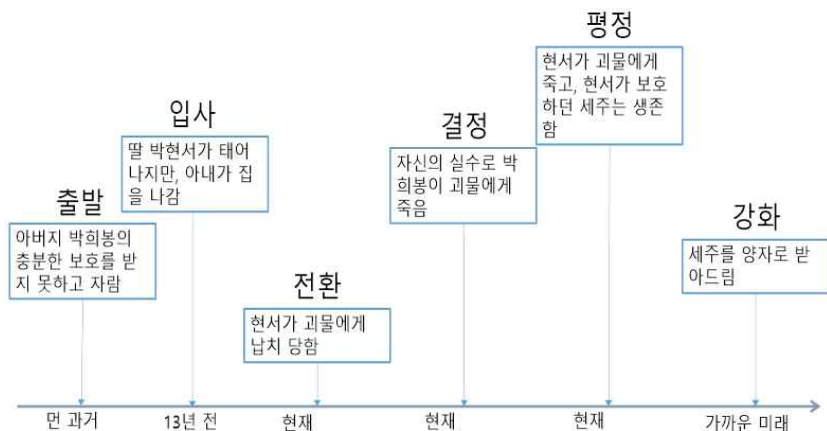 평정
현서가 괴물에게
죽고, 현서가 보호
하던 세주는 생존
함
입사
딸 박현서가 태어
나지만, 아내가 집
을 나감
결정
자신의 실수로 박
희봉이 괴물에게
죽음
출발
아버지 박희봉의
충분한 보호를 받
지 못하고 자람
강화
세주를 양자로 받
아드림
전환
현서가 괴물에게
납치 당함
먼 과거
13년 전
현재
현재
현재
가까운 미래